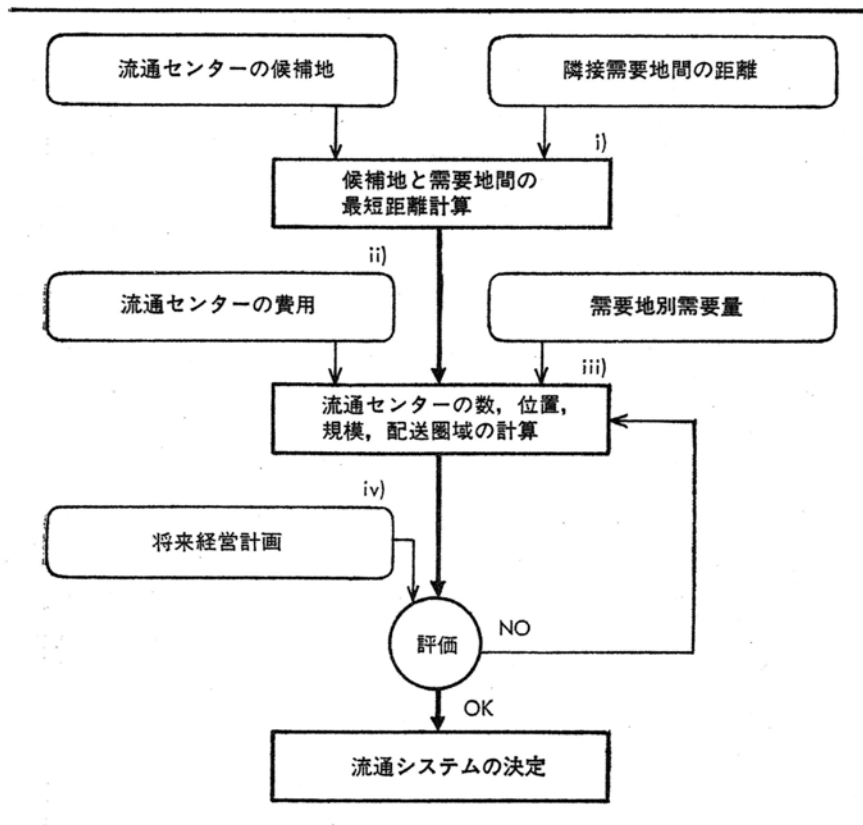 流通センターの候補地
隣接需要地間の距離
i)
候補地と需要地間の
最短距離計算
ii)
流通センターの費用
需要地別需要量
iii)
流通センターの数，位置，
規模，配送圏域の計算
iv)
将来経営計画
評価
NO
OK
流通システムの決定